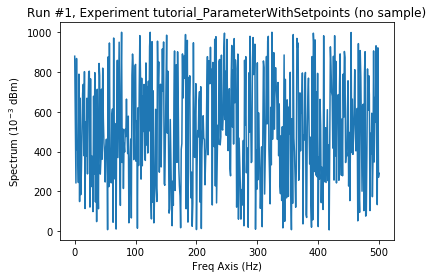 Run #1, Experiment tutorial_ParameterWithSetpoints (no sample)
1000
800
600
400
200
0
Spectrum (10⁻³ dBm)
0 100 200 300 400 500
Freq Axis (Hz)